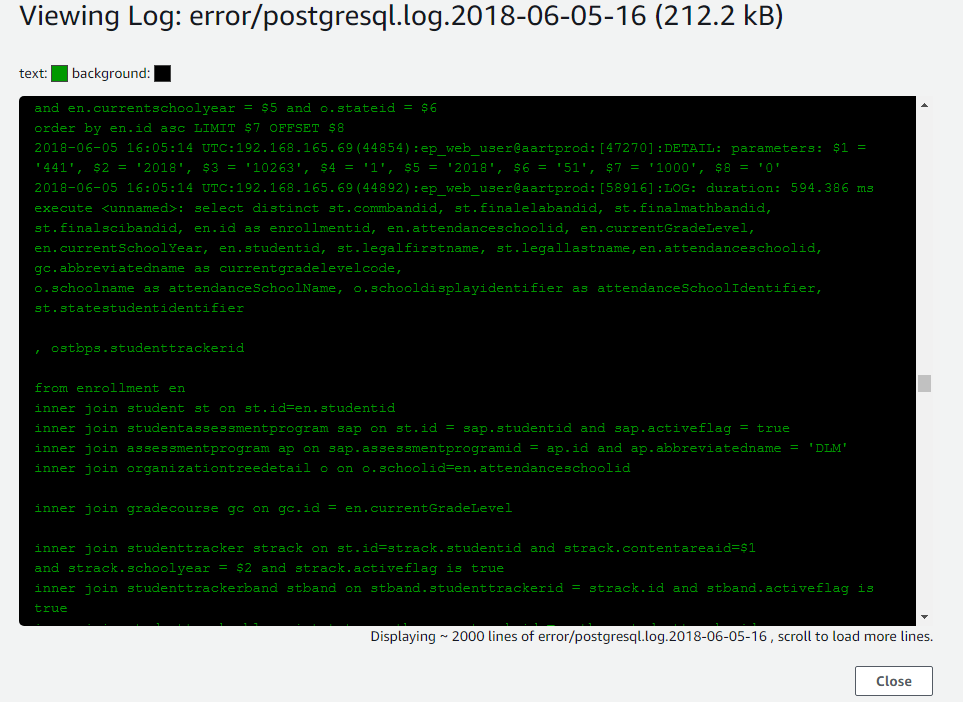 Viewing Log: error/postgresql.log.2018-06-05-16 (212.2 kB)
text: background:
and en.currentschoolyear = $5 and o.stateid = $6
order by en.id asc LIMIT $7 OFFSET $8
2018-06-05 16:05:14 UTC:192.168.165.69(44854):ep_web_user@aartprod:[47270]:DETAIL: parameters: $1 =
'441', $2 = '2018', $3 = '10263', $4 = '1', $5 = '2018', $6 = '51', $7 = '1000', $8 = '0'
2018-06-05 16:05:14 UTC:192.168.165.69(44892):ep_web_user@aartprod:[58916]:LOG: duration: 594.386 ms
execute <unnamed>: select distinct st.commbandid, st.finalelabandid, st.finalmathbandid,
st.finalscibandid, en.id as enrollmentid, en.attendanceschoolid, en.currentGradeLevel,
en.currentSchoolYear, en.studentid, st.legalfirstname, st.legallastname,en.attendanceschoolid,
gc.abbreviatedname as currentgradelevelcode,
o.schoolname as attendanceSchoolName, o.schooldisplayidentifier as attendanceSchoolIdentifier,
st.statestudentidentifier
, ostbps.studenttrackerid
from enrollment en
inner join student st on st.id=en.studentid
inner join studentassessmentprogram sap on st.id = sap.studentid and sap.activeflag = true
inner join assessmentprogram ap on sap.assessmentprogramid = ap.id and ap.abbreviatedname = 'DLM'
inner join organizationtreedetail o on o.schoolid=en.attendanceschoolid
inner join gradecourse gc on gc.id = en.currentGradeLevel
inner join studenttracker strack on st.id=strack.studentid and strack.contentareaid=$1
and strack.schoolyear = $2 and strack.activeflag is true
inner join studenttrackerband stband on stband.studenttrackerid = strack.id and stband.activeflag is
true
Displaying ~ 2000 lines of error/postgresql.log.2018-06-05-16 , scroll to load more lines.
Close